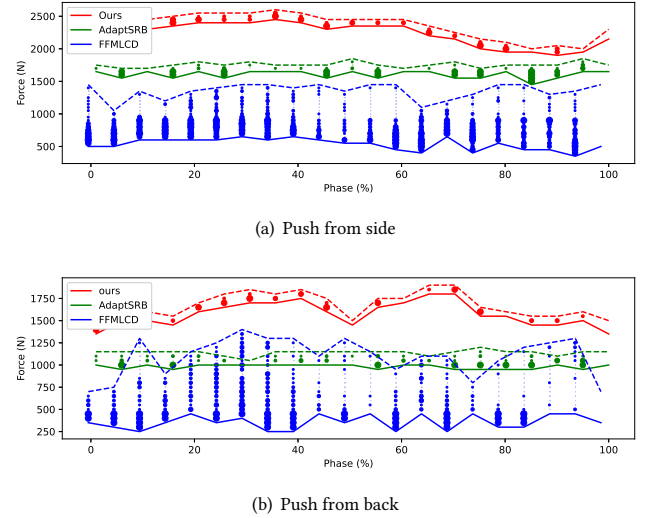 2500
2000
1500
1000
500
Force (N)
Ours
AdaptSRB
FFMLCD
0 20 40 60 80 100
Phase (%)
(a) Push from side
1750
1500
1250
1000
750
500
250
Force (N)
ours
AdaptSRB
FFMLCD
0 20 40 60 80 100
Phase (%)
(b) Push from back